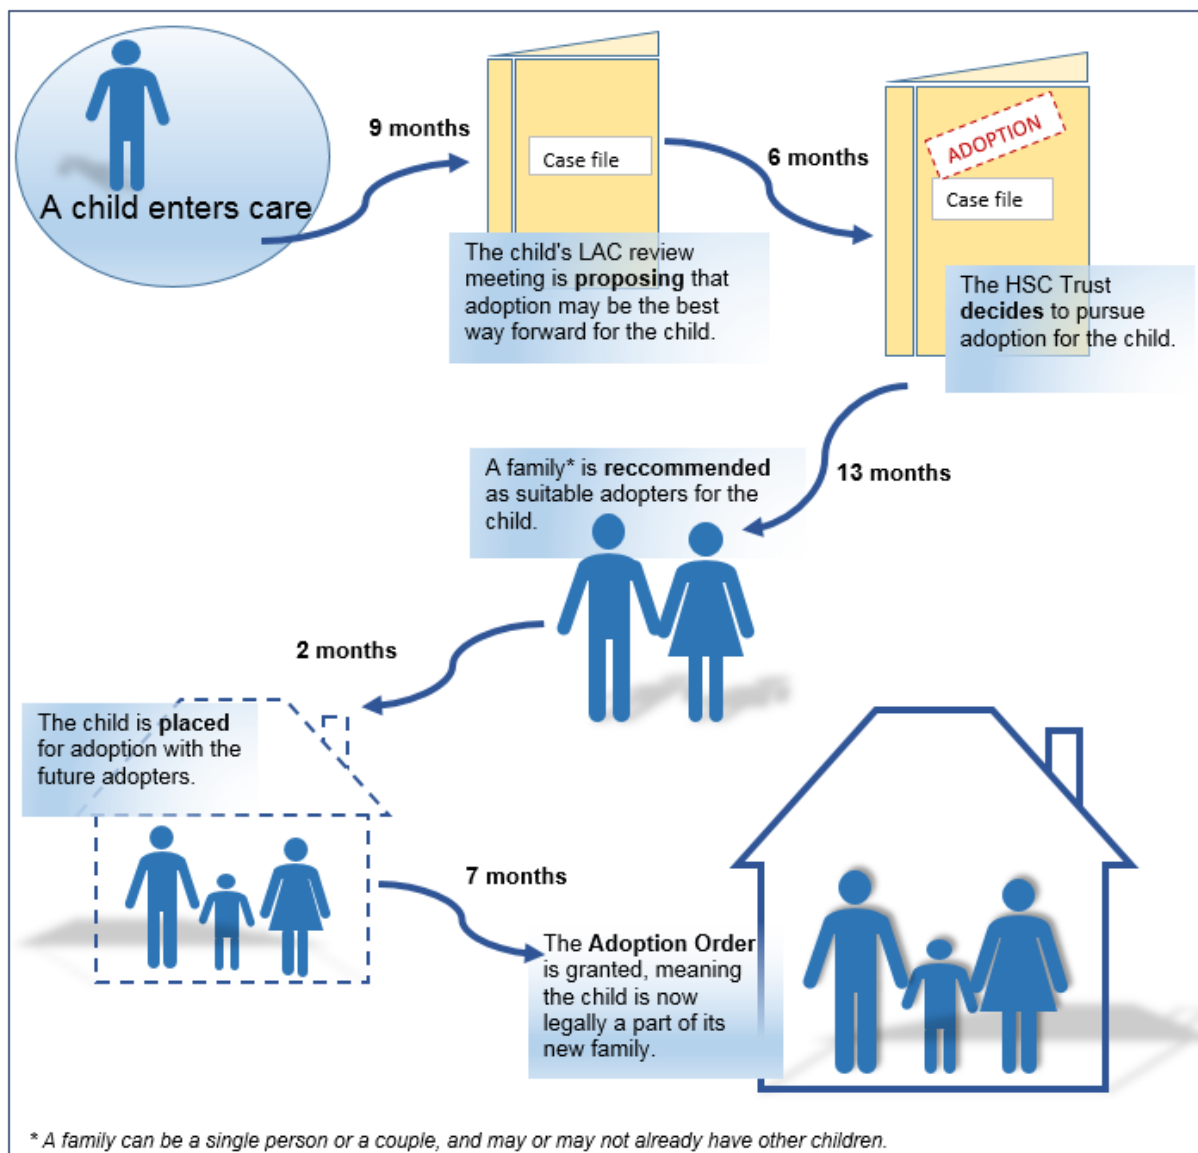 A child enters care
9 months
Case file
The child's LAC review
meeting is proposing that
adoption may be the best
way forward for the child.
6 months
ADOPTION
Case file
The HSC Trust
decides to pursue
adoption for the child.
13 months
A family* is reccommended
as suitable adopters for the
child.
2 months
The child is placed
for adoption with the
future adopters.
7 months
The Adoption Order
is granted, meaning
the child is now
legally a part of its
new family.
* A family can be a single person or a couple, and may or may not already have other children.